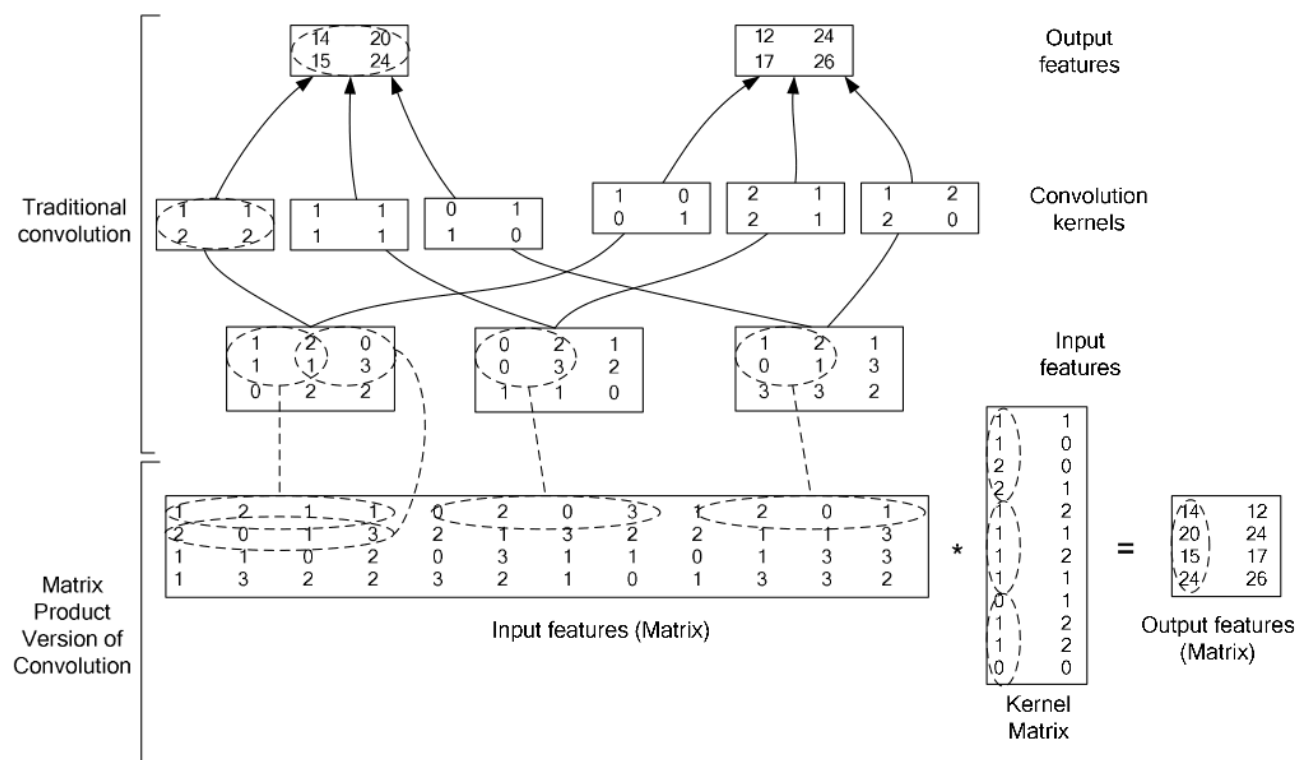 14 20
15 24
12 24
17 26
Output
features
Traditional
convolution
1 1
2 2
1 1
1 1
0 1
1 0
1 0
0 1
2 1
2 1
1 2
2 0
Convolution
kernels
1 2 0
1 1 3
0 2 2
0 2 1
0 3 2
1 1 0
1 2 1
0 1 3
3 3 2
Input
features
Matrix
Product
Version of
Convolution
1 2 1 1 0 2 0 3 1 2 0 1
2 0 1 3 2 1 3 2 2 1 1 3
1 1 0 2 0 3 1 1 0 1 3 3
1 3 2 2 3 2 1 0 1 3 3 2
Input features (Matrix)
*
1 1
1 0
2 0
2 1
1 2
1 1
1 2
1 1
0 1
1 2
1 2
0 0
Kernel
Matrix
=
14 12
20 24
15 17
24 26
Output features
(Matrix)